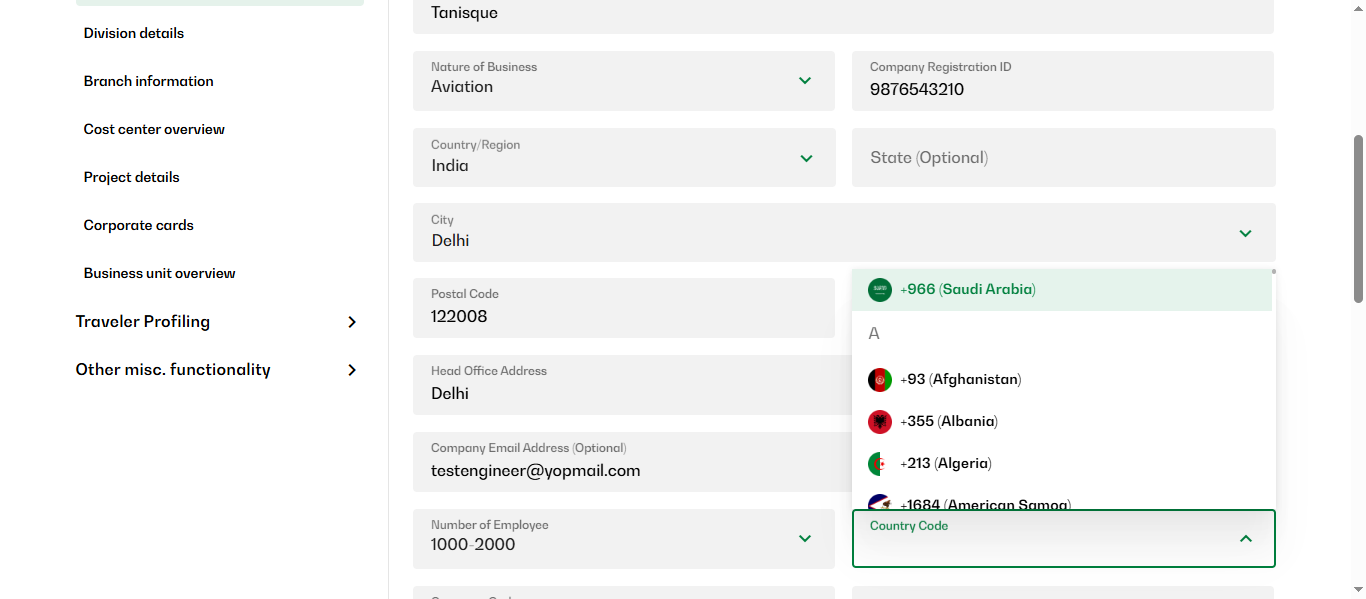 Division details
Branch information
Cost center overview
Project details
Corporate cards
Business unit overview
Traveler Profiling
Other misc. functionality
Tanisque
Nature of Business
Aviation
Company Registration ID
9876543210
Country/Region
India
State (Optional)
City
Delhi
Postal Code
122008
Head Office Address
Delhi
Company Email Address (Optional)
testengineer@yopmail.com
Number of Employee
1000-2000
+966 (Saudi Arabia)
A
+93 (Afghanistan)
+355 (Albania)
+213 (Algeria)
+1684 (American Samoa)
Country Code